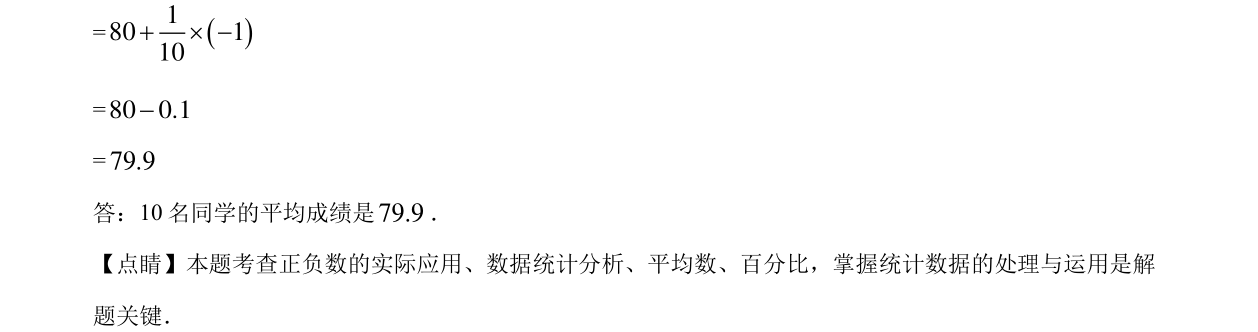 =80+1/10×(−1)
=80−0.1
=79.9
答：10 名同学的平均成绩是79.9．
【点睛】本题考查正负数的实际应用、数据统计分析、平均数、百分比，掌握统计数据的处理与运用是解
题关键．